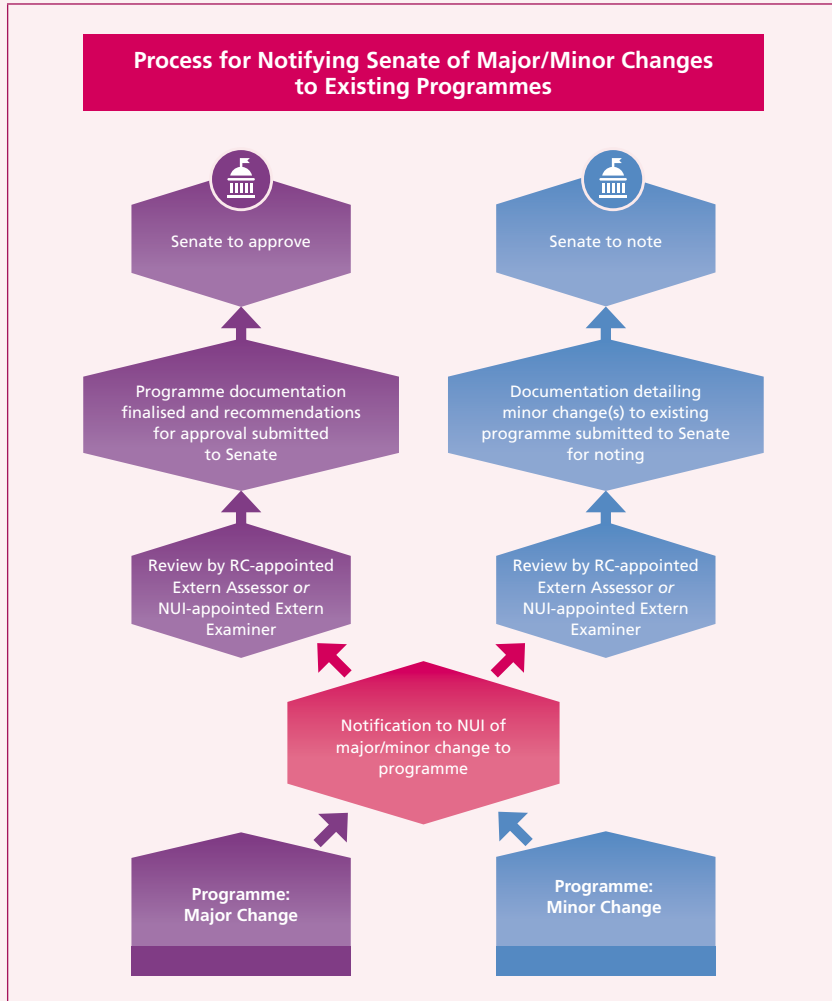 Process for Notifying Senate of Major/Minor Changes
to Existing Programmes
Senate to approve
Senate to note
Programme documentation
finalised and recommendations
for approval submitted
to Senate
Documentation detailing
minor change(s) to existing
programme submitted to Senate
for noting
Review by RC-appointed
Extern Assessor or
NUI-appointed Extern
Examiner
Review by RC-appointed
Extern Assessor or
NUI-appointed Extern
Examiner
Notification to NUI of
major/minor change to
programme
Programme:
Major Change
Programme:
Minor Change